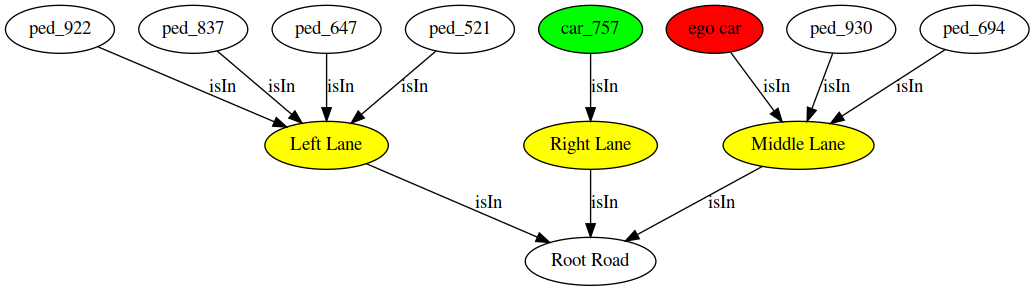 ped_922 ped_837 ped_647 ped_521 car_757 ego car ped_930 ped_694
isIn isIn isIn isIn isIn isIn isIn isIn
Left Lane Right Lane Middle Lane
isIn isIn isIn
Root Road